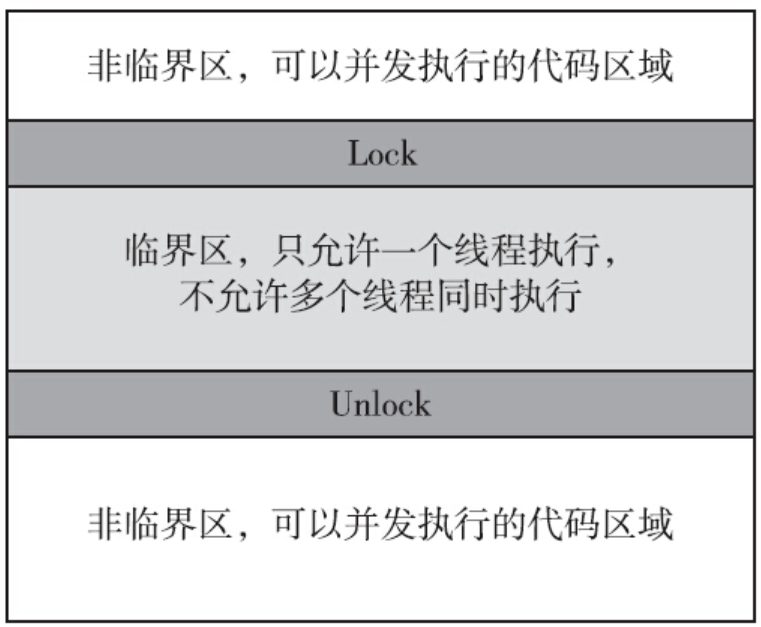 非临界区，可以并发执行的代码区域
Lock
临界区，只允许一个线程执行，
不允许多个线程同时执行
Unlock
非临界区，可以并发执行的代码区域